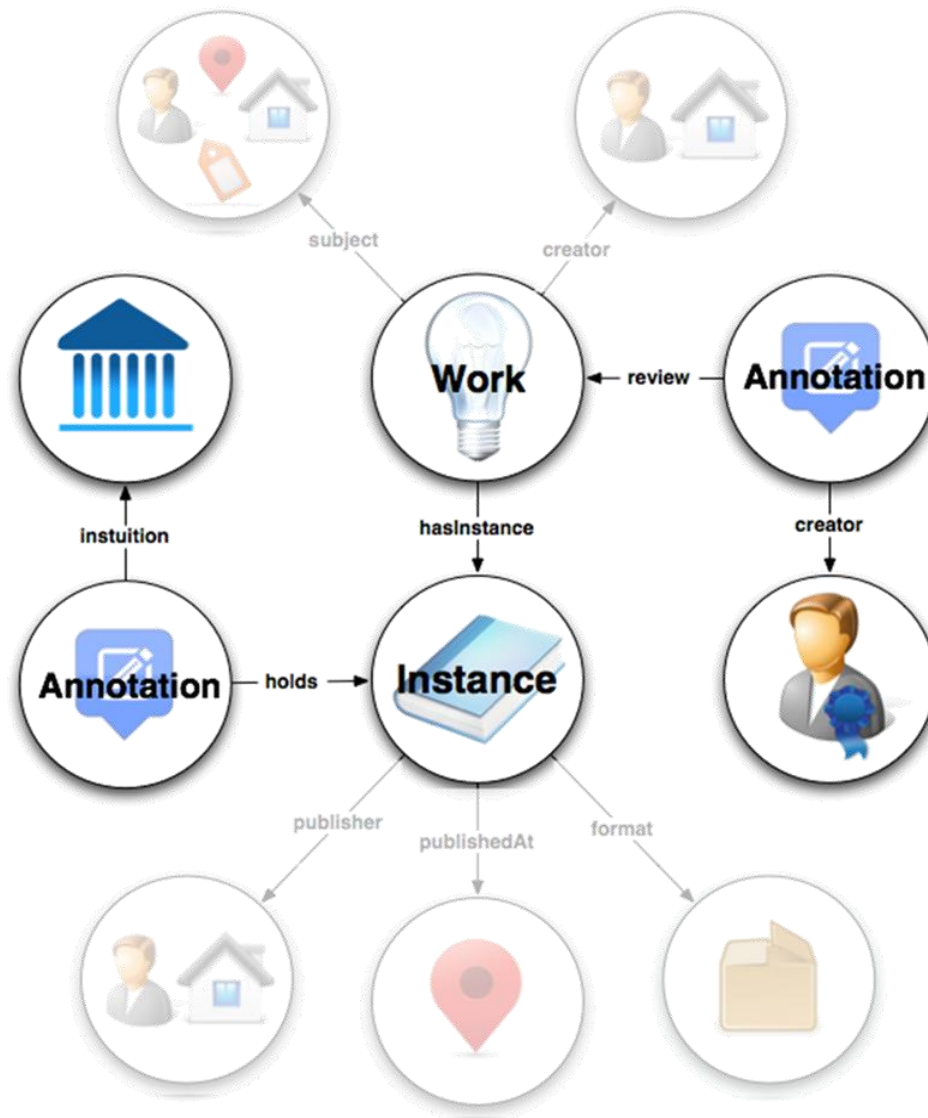 subject
creator
Work
review
Annotation
instuition
hasInstance
creator
Annotation
holds
Instance
publisher
publishedAt
format